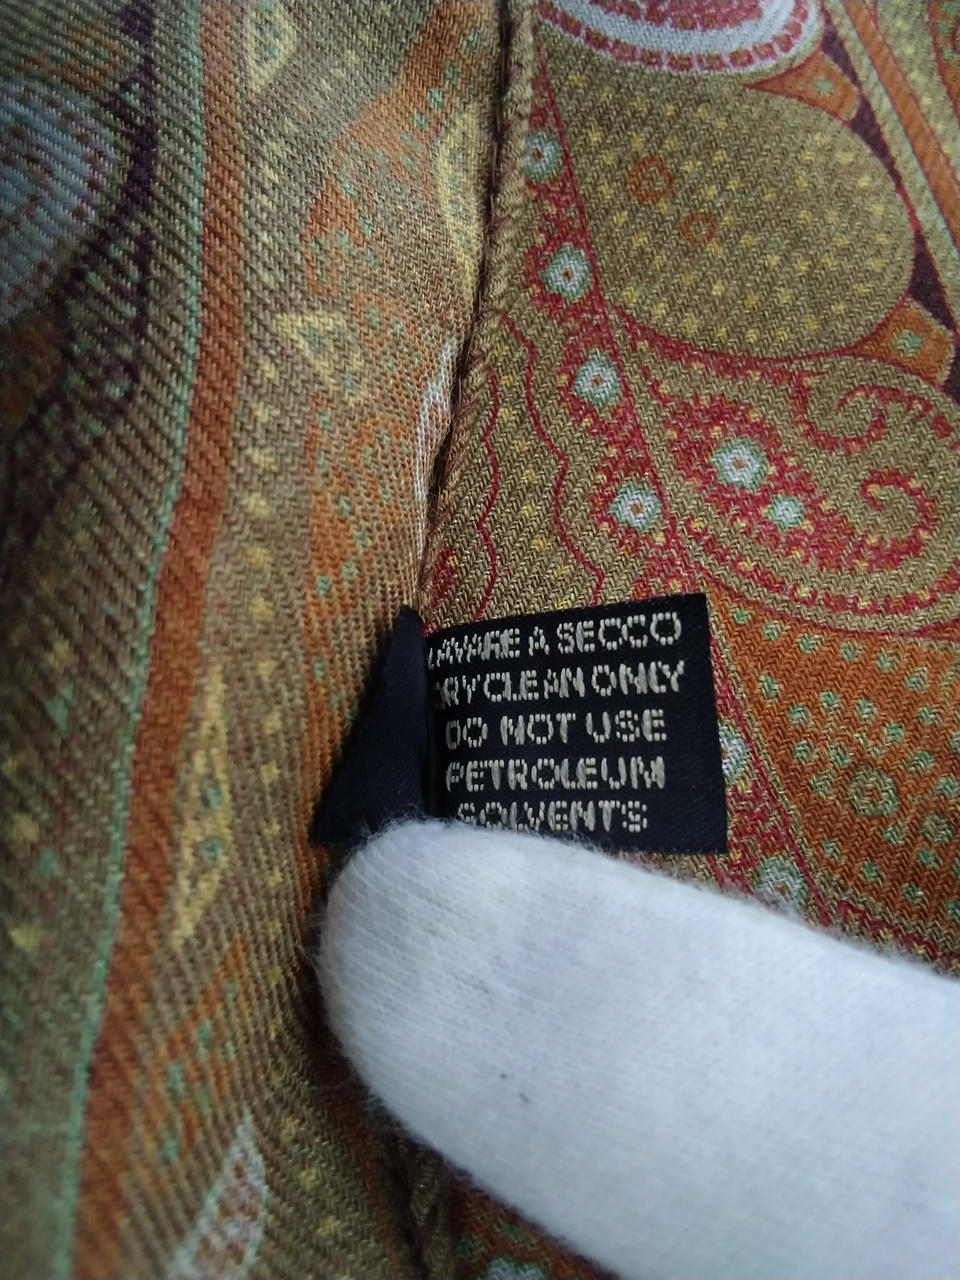 LAVARE A SECCO
DRY CLEAN ONLY
DO NOT USE
PETROLEUM
SOLVENTS